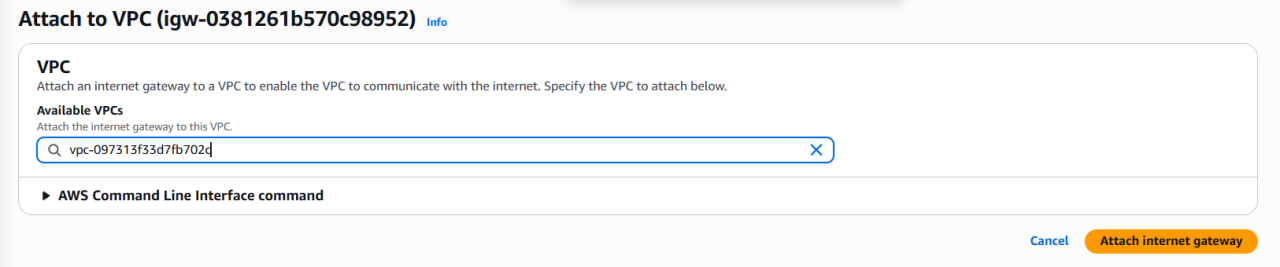 Attach to VPC (igw-0381261b570c98952) Info
VPC
Attach an internet gateway to a VPC to enable the VPC to communicate with the internet. Specify the VPC to attach below.
Available VPCs
Attach the internet gateway to this VPC.
vpc-097313f33d7fb702d
AWS Command Line Interface command
Cancel Attach internet gateway